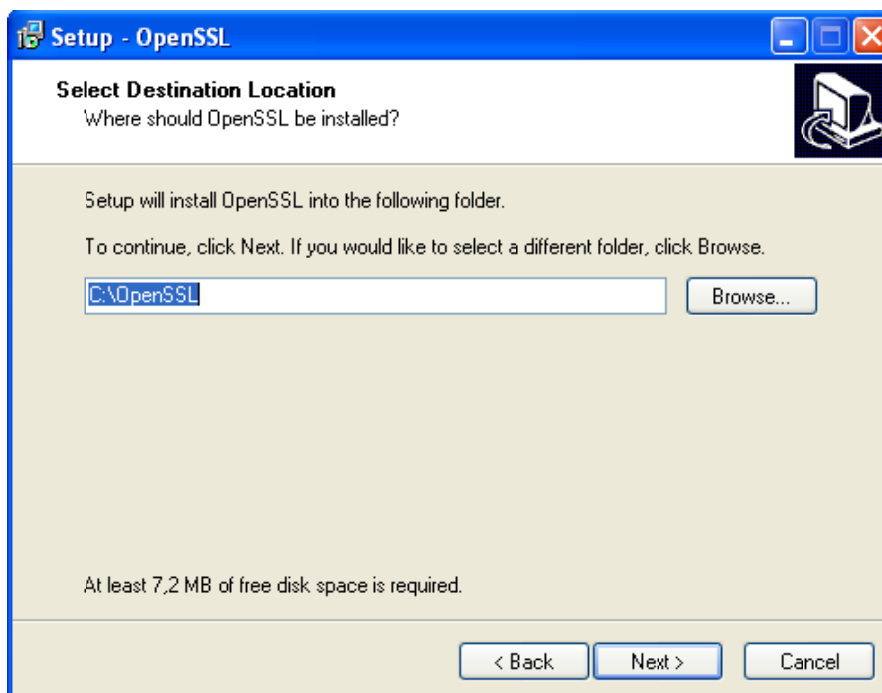 Setup - OpenSSL
Select Destination Location
Where should OpenSSL be installed?
Setup will install OpenSSL into the following folder.
To continue, click Next. If you would like to select a different folder, click Browse.
C:\OpenSSL
Browse...
At least 7,2 MB of free disk space is required.
< Back
Next >
Cancel